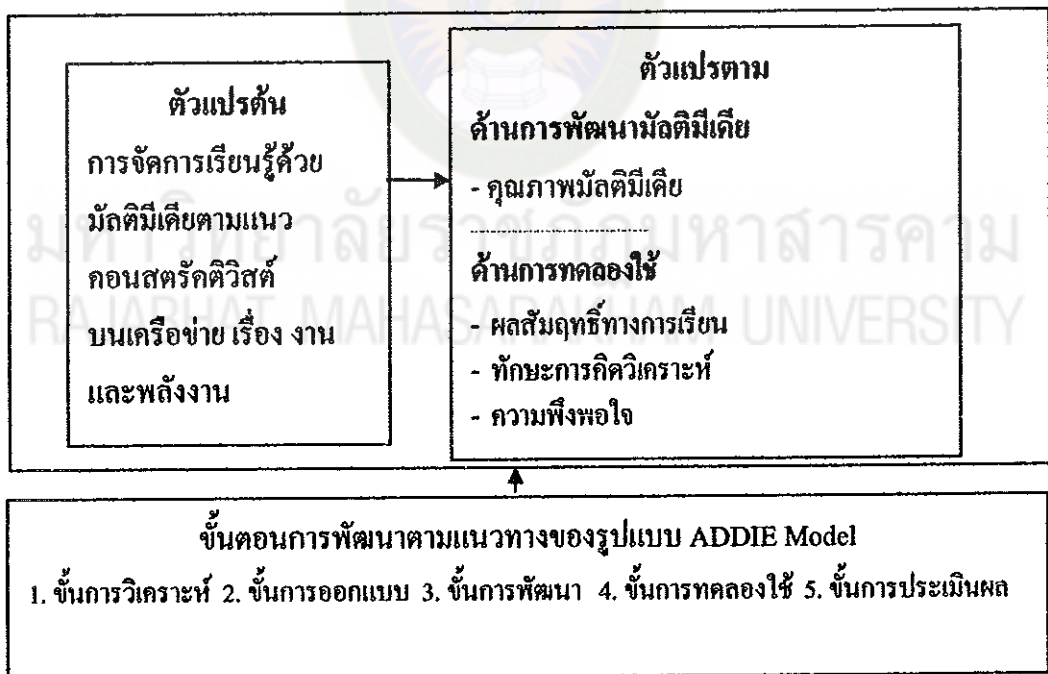 ตัวแปรต้น
การจัดการเรียนรู้ด้วย
มัลติมีเดียตามแนว
คอนสตรัคติวิสต์
บนเครือข่าย เรื่อง งาน
และพลังงาน
ตัวแปรตาม
ด้านการพัฒนามัลติมีเดีย
- คุณภาพมัลติมีเดีย
ด้านการทดลองใช้
- ผลสัมฤทธิ์ทางการเรียน
- ทักษะการคิดวิเคราะห์
- ความพึงพอใจ
มหาวิทยาลัยราชภัฏมหาสารคาม
RAJABHAT MAHASARAKHAM UNIVERSITY
ขั้นตอนการพัฒนาตามแนวทางของรูปแบบ ADDIE Model
1. ขั้นการวิเคราะห์ 2. ขั้นการออกแบบ 3. ขั้นการพัฒนา 4. ขั้นการทดลองใช้ 5. ขั้นการประเมินผล